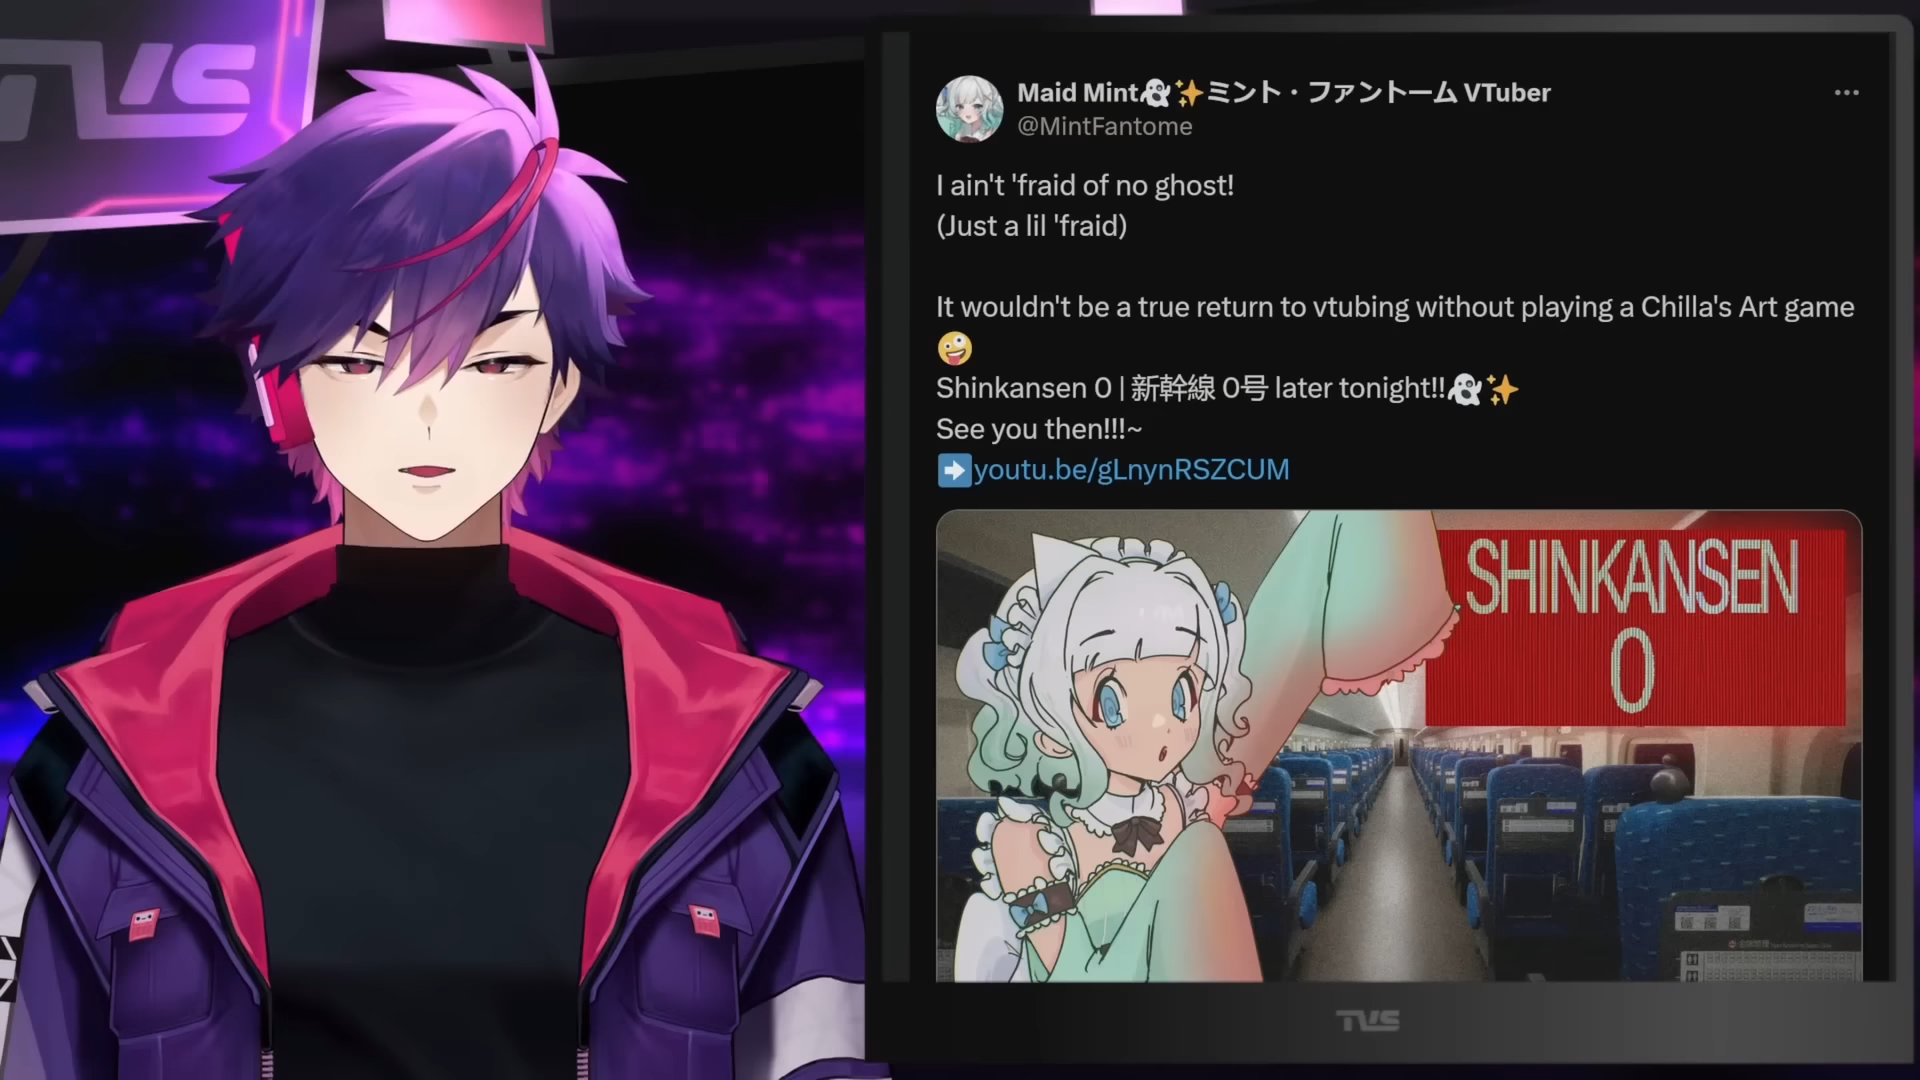 TVS
Maid Mint👻✨ミント・ファントーム VTuber
@MintFantome
I ain't 'fraid of no ghost!
(Just a lil 'fraid)
It wouldn't be a true return to vtubing without playing a Chilla's Art game
🤪
Shinkansen 0 | 新幹線 0号 later tonight!!👻✨
See you then!!!~
➡️youtu.be/gLnynRSZCUM
SHINKANSEN
0
TVS